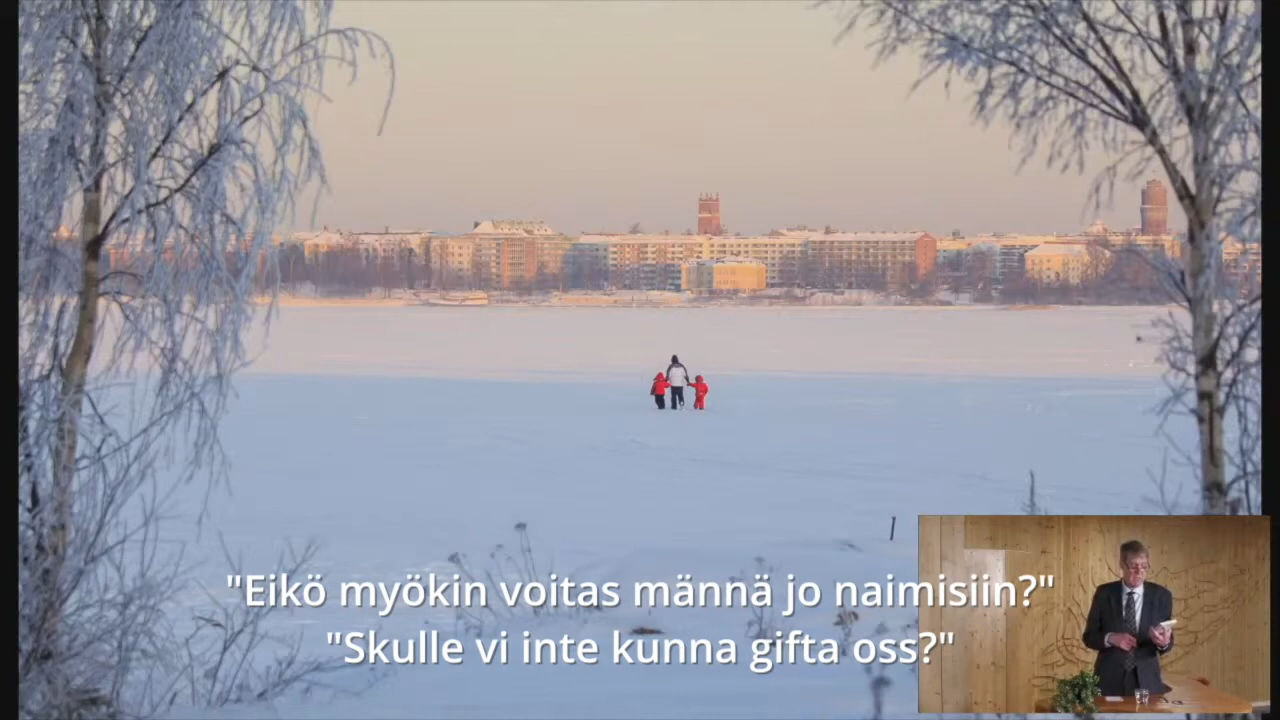 "Eikö myökin voitas männä jo naimisiin?"
"Skulle vi inte kunna gifta oss?"